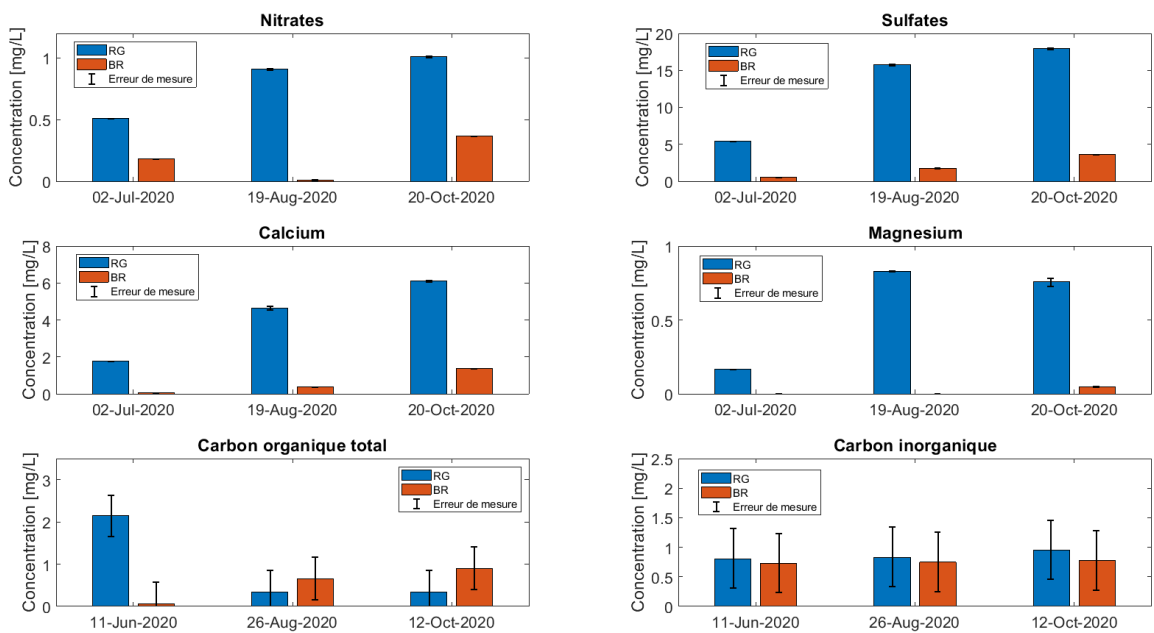 Nitrates
Concentration [mg/L]
1
0.5
0
RG
BR
Erreur de mesure
02-Jul-2020 19-Aug-2020 20-Oct-2020
Sulfates
Concentration [mg/L]
20
15
10
5
0
RG
BR
Erreur de mesure
02-Jul-2020 19-Aug-2020 20-Oct-2020
Calcium
Concentration [mg/L]
8
6
4
2
0
RG
BR
Erreur de mesure
02-Jul-2020 19-Aug-2020 20-Oct-2020
Magnesium
Concentration [mg/L]
1
0.5
0
RG
BR
Erreur de mesure
02-Jul-2020 19-Aug-2020 20-Oct-2020
Carbon organique total
Concentration [mg/L]
3
2
1
0
RG
BR
Erreur de mesure
11-Jun-2020 26-Aug-2020 12-Oct-2020
Carbon inorganique
Concentration [mg/L]
2.5
2
1.5
1
0.5
0
RG
BR
Erreur de mesure
11-Jun-2020 26-Aug-2020 12-Oct-2020